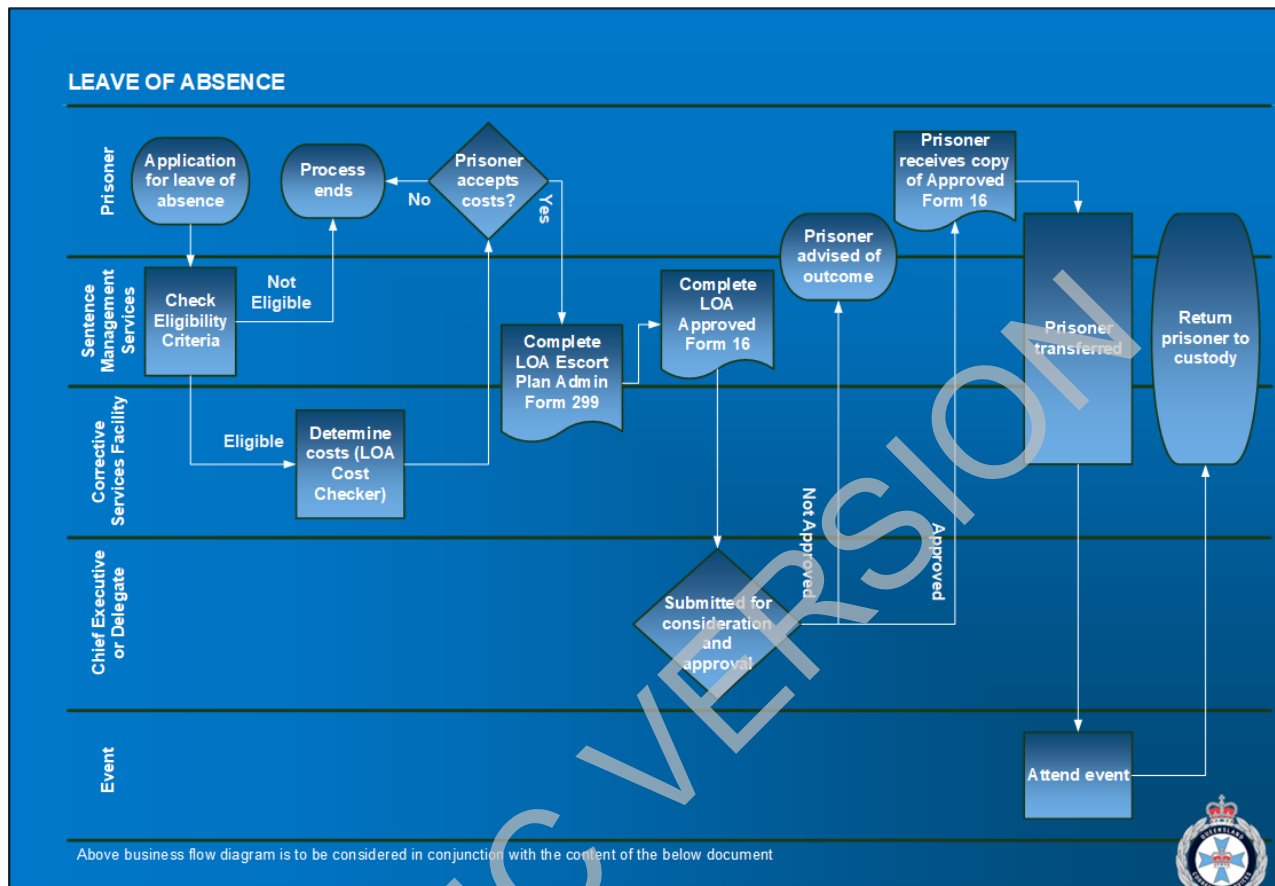 LEAVE OF ABSENCE
Prisoner
Application
for leave of
absence
Process
ends
No
Prisoner
accepts
costs?
Yes
Prisoner
receives copy
of Approved
Form 16
Prisoner
advised of
outcome
Sentence
Management
Services
Check
Eligibility
Criteria
Not
Eligible
Complete
LOA Escort
Plan Admin
Form 299
Complete
LOA
Approved
Form 16
Prisoner
transferred
Return
prisoner to
custody
Corrective
Services Facility
Eligible
Determine
costs (LOA
Cost
Checker)
Not Approved
Approved
Chief Executive
or Delegate
Submitted for
consideration
and
approval
Event
Attend event
Above business flow diagram is to be considered in conjunction with the content of the below document
QUEENSLAND
IC VERSION